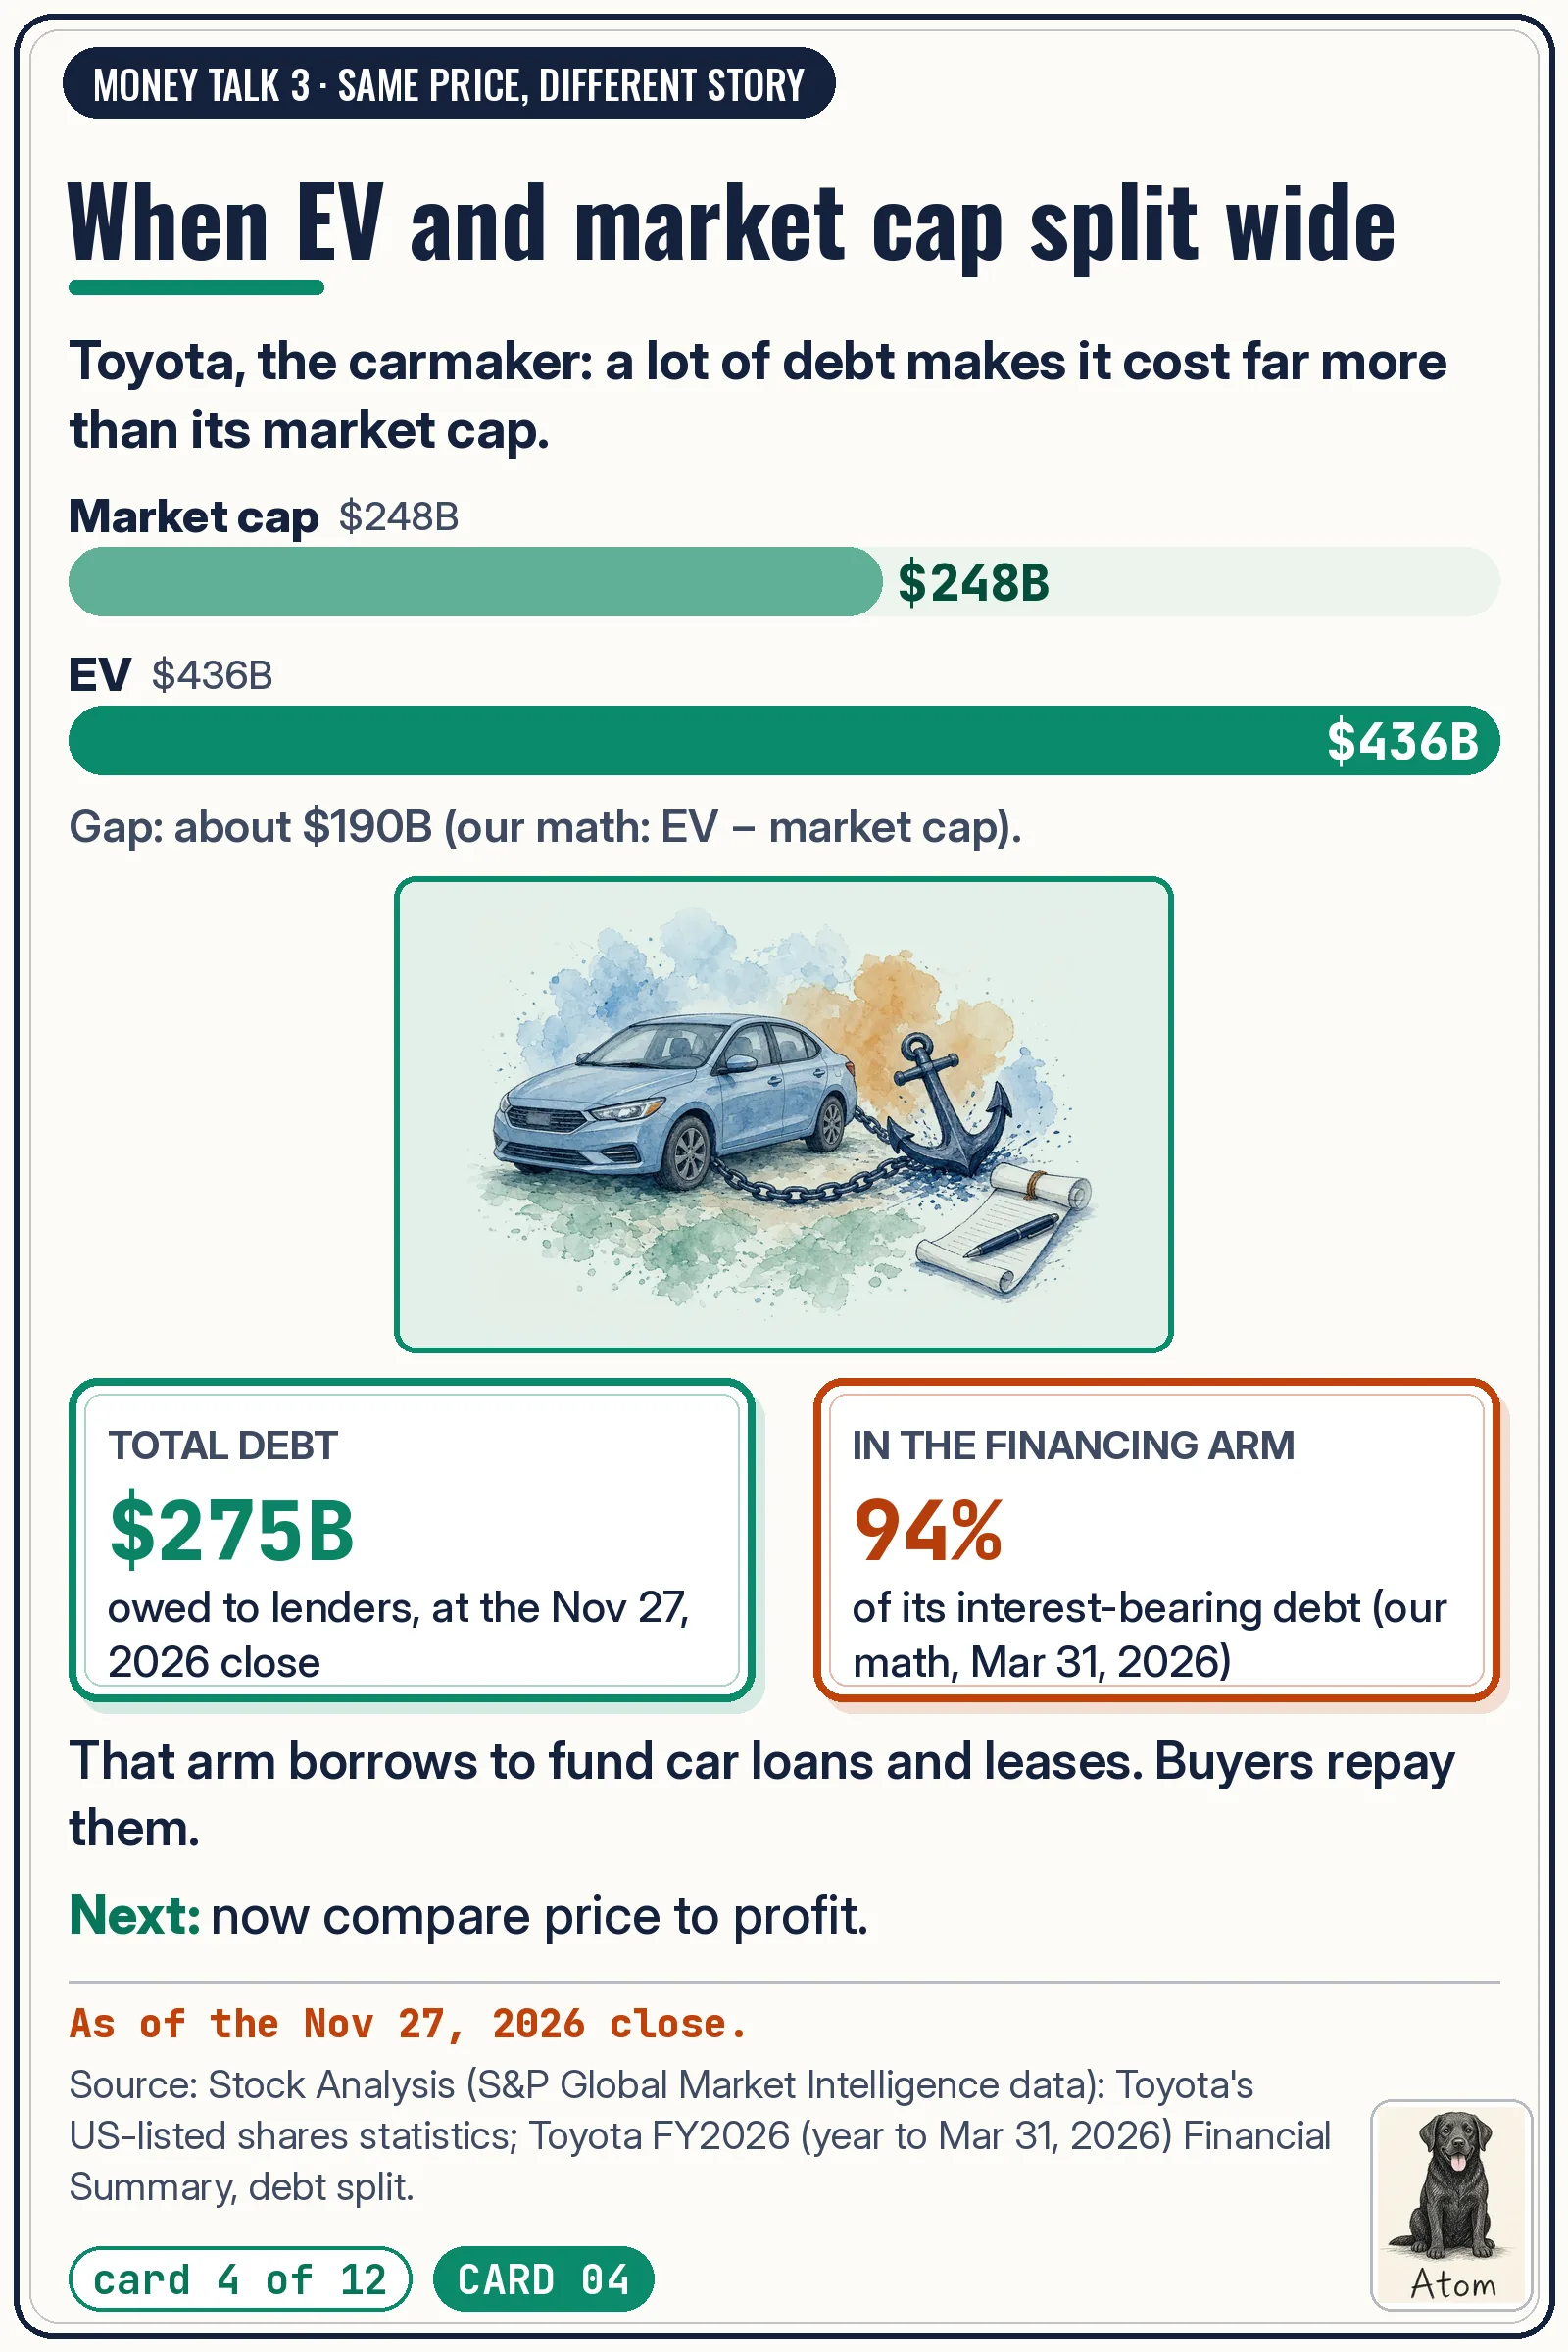 MONEY TALK 3 · SAME PRICE, DIFFERENT STORY
When EV and market cap split wide
Toyota, the carmaker: a lot of debt makes it cost far more
than its market cap.
Market cap $248B
$248B
EV $436B
$436B
Gap: about $190B (our math: EV – market cap).
TOTAL DEBT
$275B
owed to lenders, at the Nov 27,
2026 close
IN THE FINANCING ARM
94%
of its interest-bearing debt (our
math, Mar 31, 2026)
That arm borrows to fund car loans and leases. Buyers repay
them.
Next: now compare price to profit.
As of the Nov 27, 2026 close.
Source: Stock Analysis (S&P Global Market Intelligence data): Toyota's
US-listed shares statistics; Toyota FY2026 (year to Mar 31, 2026) Financial
Summary, debt split.
card 4 of 12
CARD 04
Atom